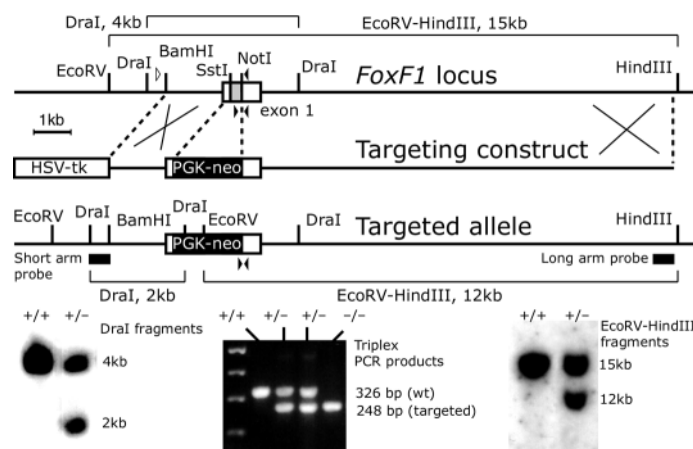 DraI, 4kb
EcoRV-HindIII, 15kb
BamHI
NotI
EcoRV
DraI
SstI
DraI
FoxF1 locus
HindIII
exon 1
1kb
Targeting construct
HSV-tk
PGK-neo
EcoRV
DraI
BamHI
DraI
EcoRV
DraI
Targeted allele
HindIII
PGK-neo
Short arm
probe
Long arm probe
DraI, 2kb
EcoRV-HindIII, 12kb
+/+
+/−
DraI fragments
4kb
2kb
+/+
+/−
+/−
−/−
Triplex
PCR products
326 bp (wt)
248 bp (targeted)
+/+
+/−
EcoRV-HindIII
fragments
15kb
12kb